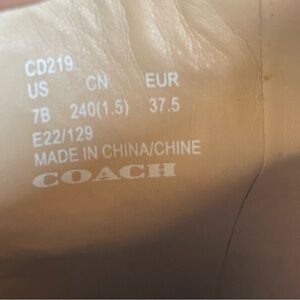 CD219
US CN EUR
7B 240(1.5) 37.5
E22/129
MADE IN CHINA/CHINE
COACH